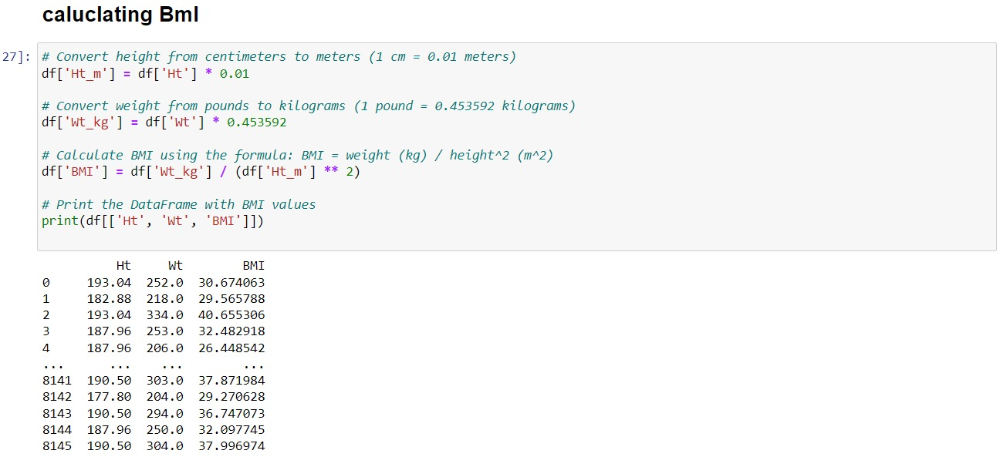 caluclating BmI
27]: # Convert height from centimeters to meters (1 cm = 0.01 meters)
df['Ht_m'] = df['Ht'] * 0.01
# Convert weight from pounds to kilograms (1 pound = 0.453592 kilograms)
df['Wt_kg'] = df['Wt'] * 0.453592
# Calculate BMI using the formula: BMI = weight (kg) / height^2 (m^2)
df['BMI'] = df['Wt_kg'] / (df['Ht_m'] ** 2)
# Print the DataFrame with BMI values
print(df[['Ht', 'Wt', 'BMI']])
Ht Wt BMI
0 193.04 252.0 30.674063
1 182.88 218.0 29.565788
2 193.04 334.0 40.655306
3 187.96 253.0 32.482918
4 187.96 206.0 26.448542
... ... ... ...
8141 190.50 303.0 37.871984
8142 177.80 204.0 29.270628
8143 190.50 294.0 36.747073
8144 187.96 250.0 32.097745
8145 190.50 304.0 37.996974